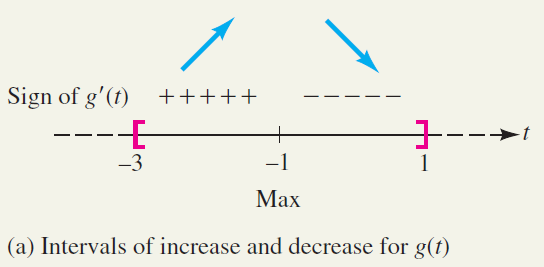 Sign of g′(t) +++++ −−−−−
t
−3 −1 1
Max
(a) Intervals of increase and decrease for g(t)